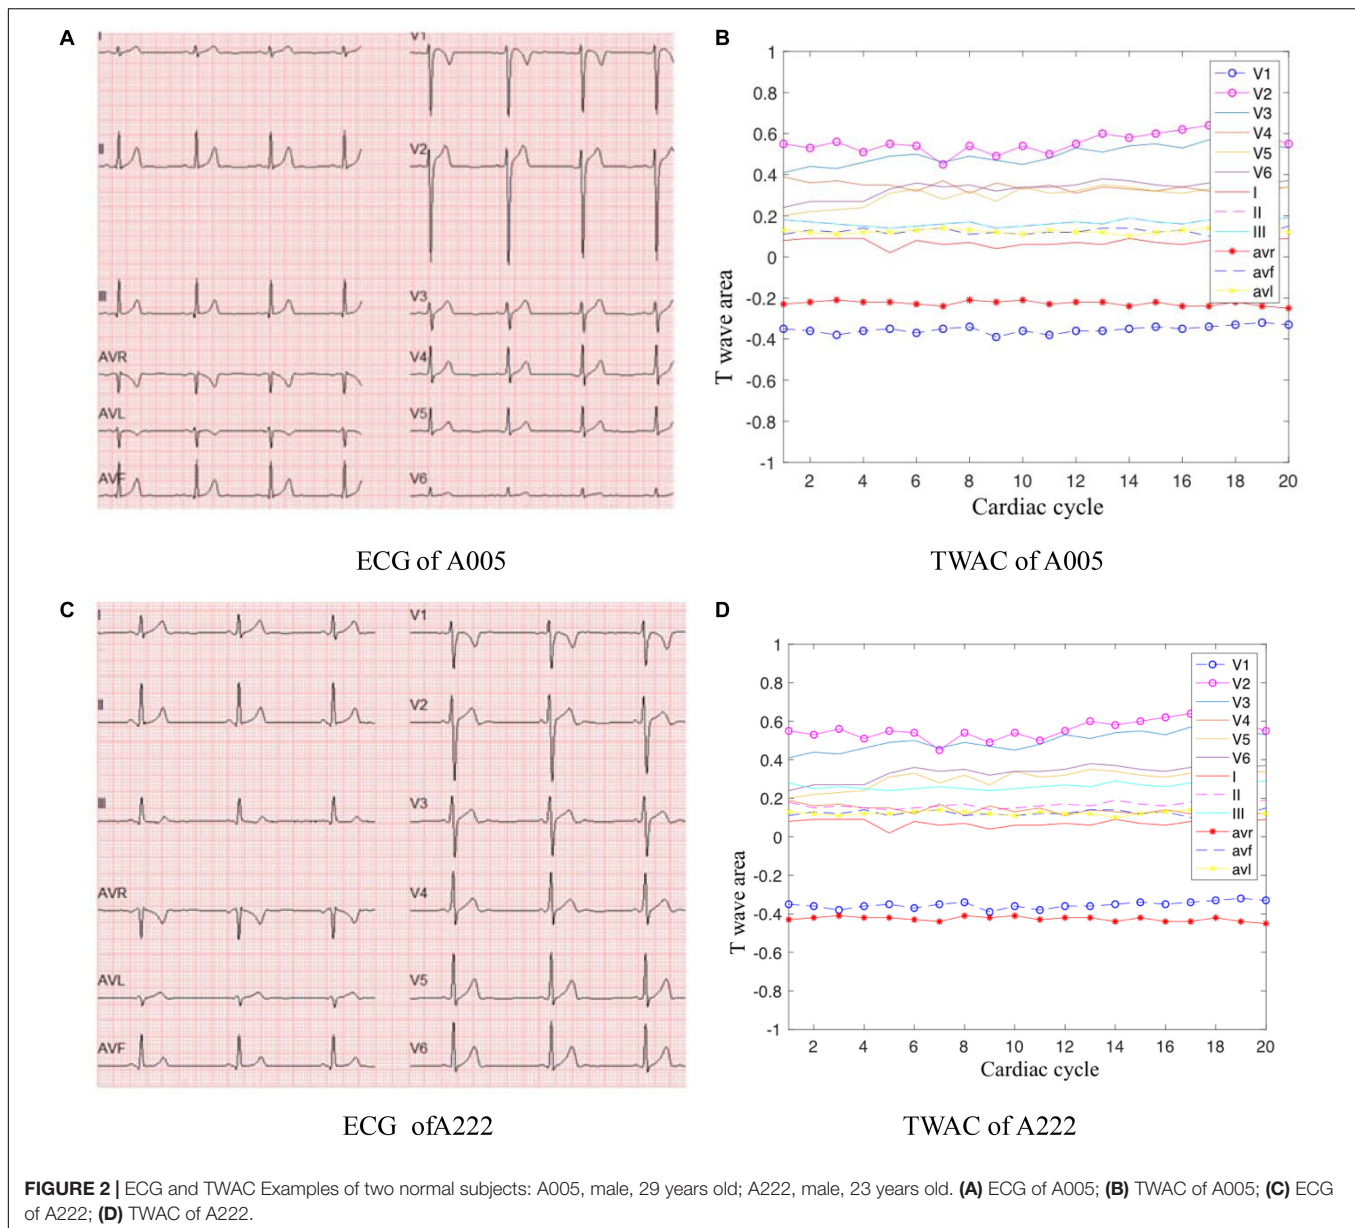 A
I
V1
II
V2
III
V3
AVR
V4
AVL
V5
AVF
V6
ECG of A005
B
1
0.8
0.6
0.4
0.2
0
-0.2
-0.4
-0.6
-0.8
-1
T wave area
2 4 6 8 10 12 14 16 18 20
Cardiac cycle
V1
V2
V3
V4
V5
V6
I
II
III
avr
avf
avl
TWAC of A005
C
I
V1
II
V2
III
V3
AVR
V4
AVL
V5
AVF
V6
ECG ofA222
D
1
0.8
0.6
0.4
0.2
0
-0.2
-0.4
-0.6
-0.8
-1
T wave area
2 4 6 8 10 12 14 16 18 20
Cardiac cycle
V1
V2
V3
V4
V5
V6
I
II
III
avr
avf
avl
TWAC of A222
FIGURE 2 | ECG and TWAC Examples of two normal subjects: A005, male, 29 years old; A222, male, 23 years old. (A) ECG of A005; (B) TWAC of A005; (C) ECG
of A222; (D) TWAC of A222.